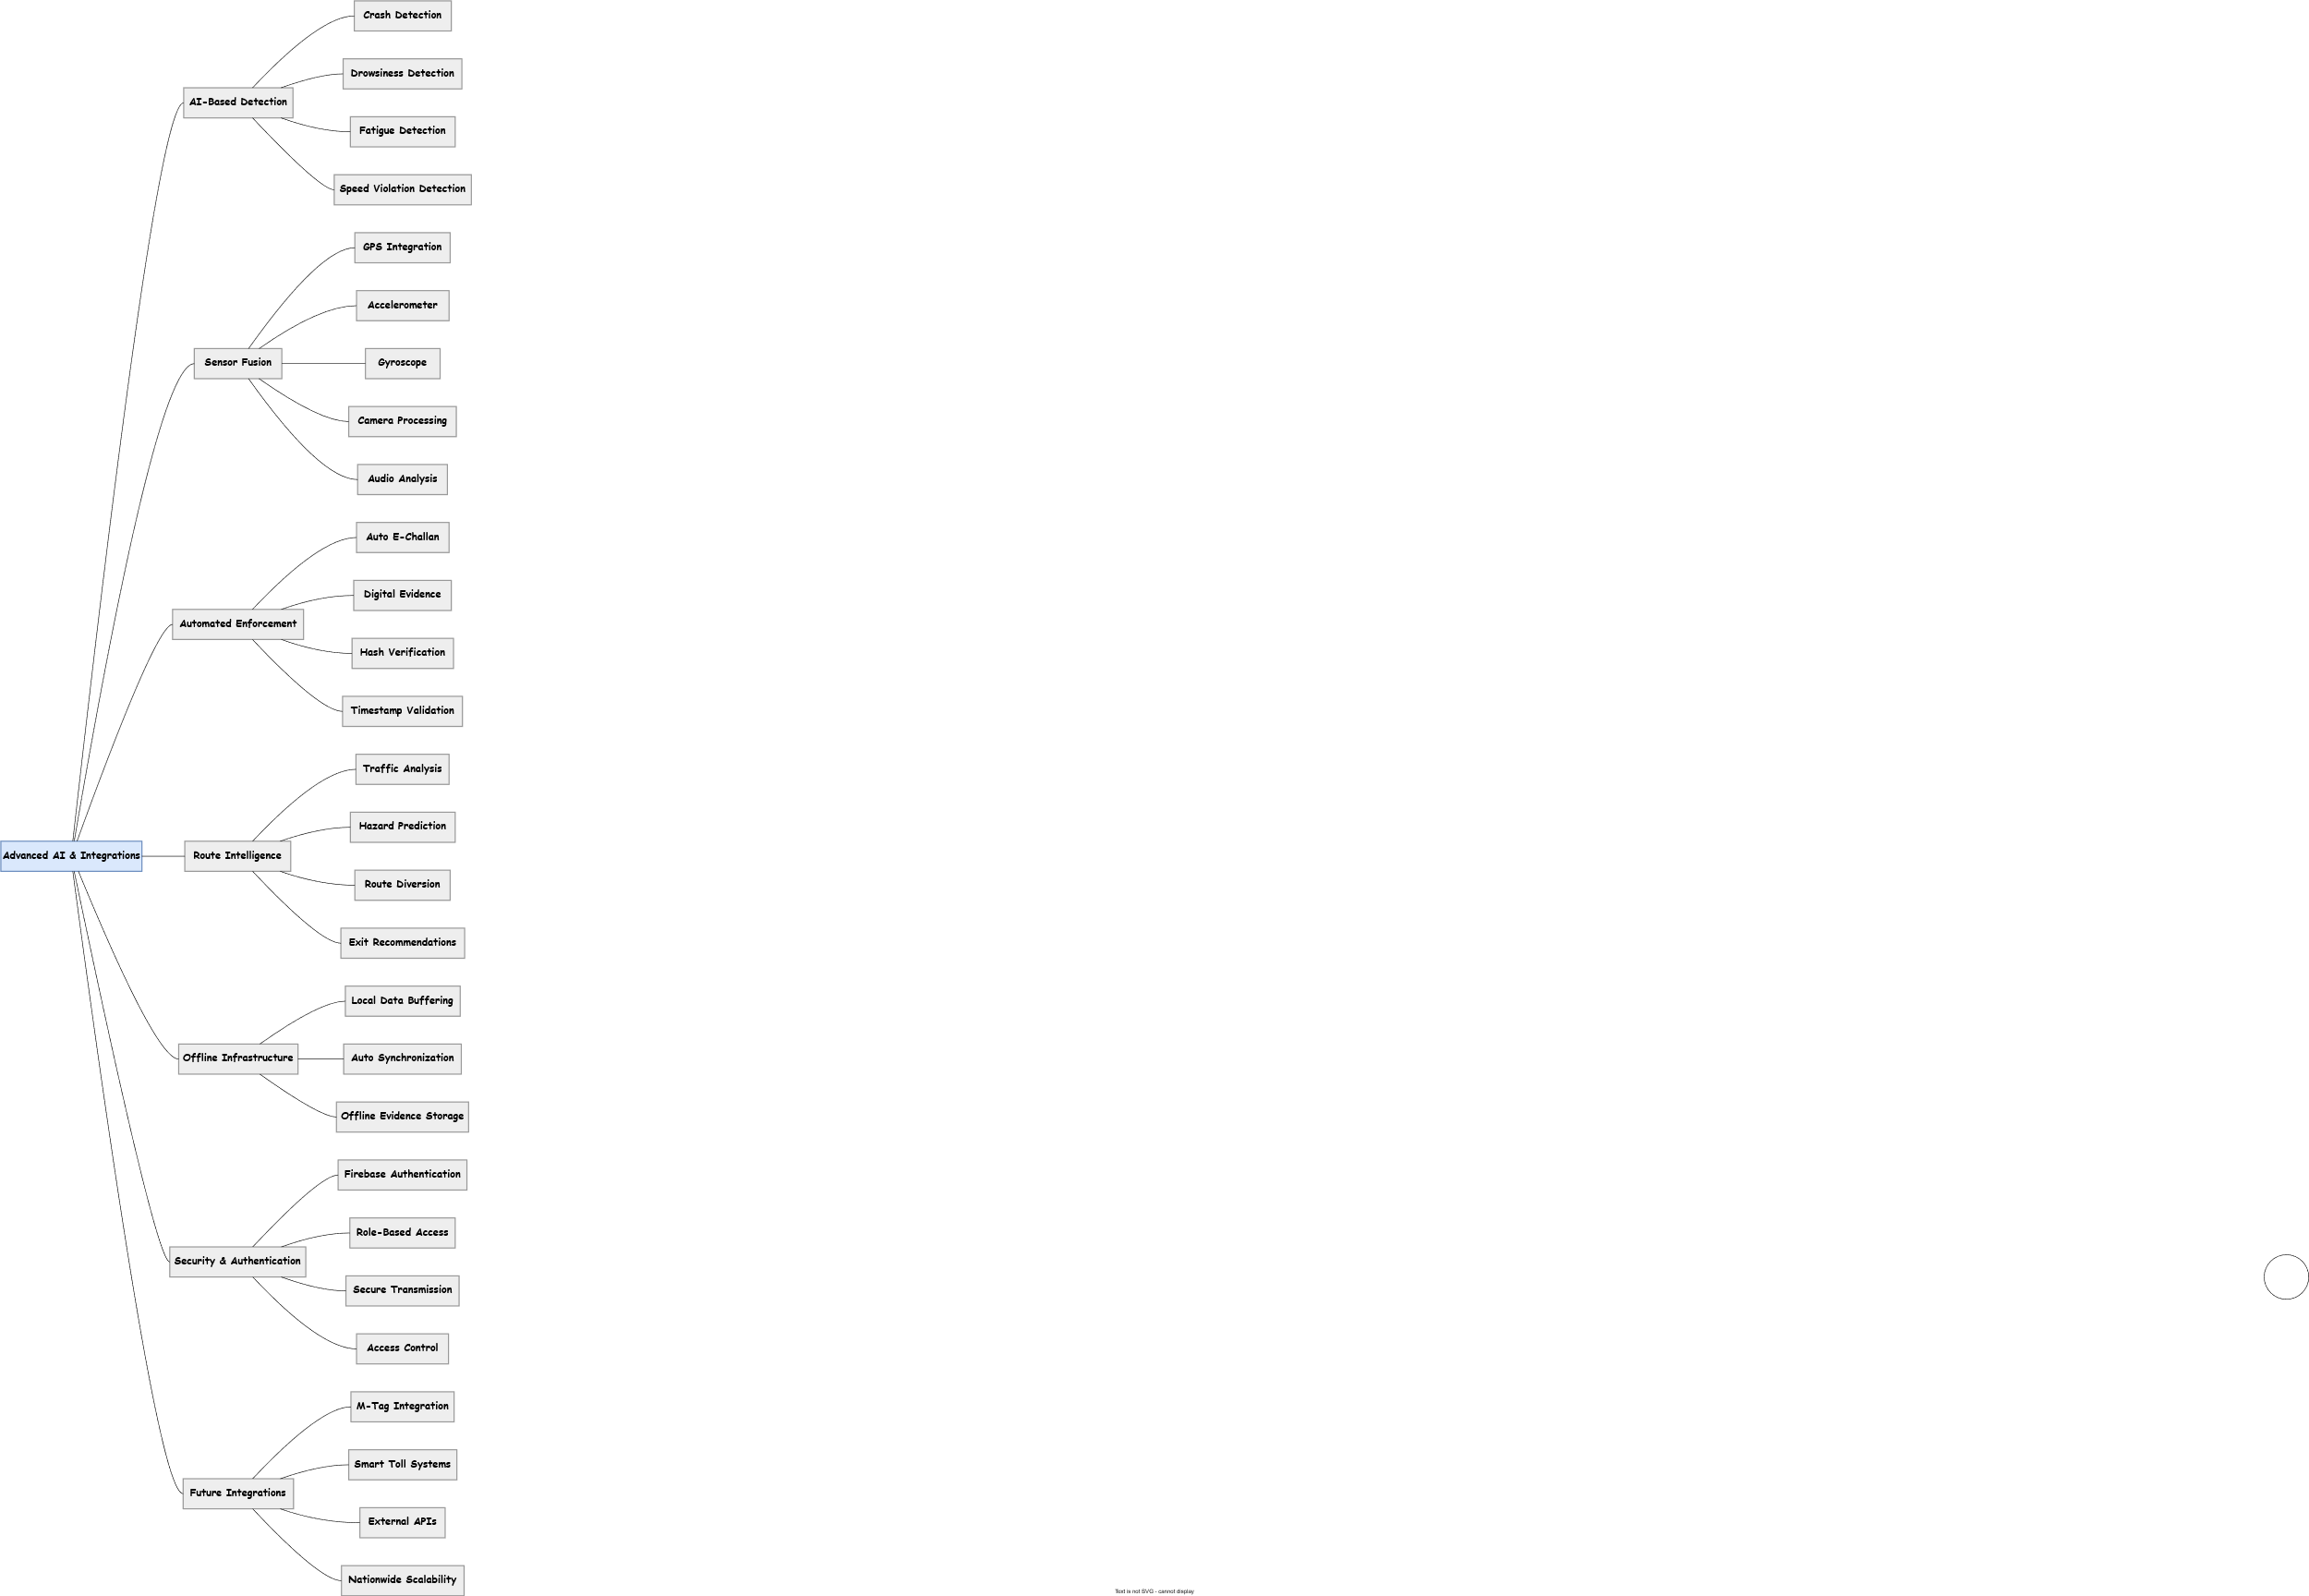 Crash Detection
Drowsiness Detection
AI-Based Detection
Fatigue Detection
Speed Violation Detection
GPS Integration
Accelerometer
Sensor Fusion
Gyroscope
Camera Processing
Audio Analysis
Auto E-Challan
Digital Evidence
Automated Enforcement
Hash Verification
Timestamp Validation
Traffic Analysis
Hazard Prediction
Advanced AI & Integrations
Route Intelligence
Route Diversion
Exit Recommendations
Local Data Buffering
Offline Infrastructure
Auto Synchronization
Offline Evidence Storage
Firebase Authentication
Role-Based Access
Security & Authentication
Secure Transmission
Access Control
M-Tag Integration
Smart Toll Systems
Future Integrations
External APIs
Nationwide Scalability
Text is not SVG - cannot display